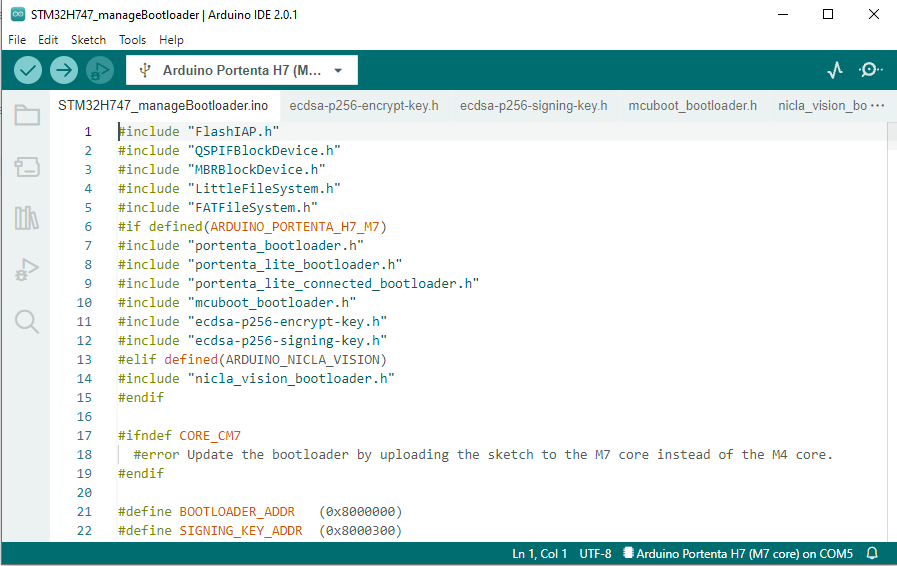 STM32H747_manageBootloader | Arduino IDE 2.0.1
File Edit Sketch Tools Help
Arduino Portenta H7 (M...
STM32H747_manageBootloader.ino ecdsa-p256-encrypt-key.h ecdsa-p256-signing-key.h mcuboot_bootloader.h nicla_vision_bo ...
1 #include "FlashIAP.h"
2 #include "QSPIFBlockDevice.h"
3 #include "MBRBlockDevice.h"
4 #include "LittleFileSystem.h"
5 #include "FATFileSystem.h"
6 #if defined(ARDUINO_PORTENTA_H7_M7)
7 #include "portenta_bootloader.h"
8 #include "portenta_lite_bootloader.h"
9 #include "portenta_lite_connected_bootloader.h"
10 #include "mcuboot_bootloader.h"
11 #include "ecdsa-p256-encrypt-key.h"
12 #include "ecdsa-p256-signing-key.h"
13 #elif defined(ARDUINO_NICLA_VISION)
14 #include "nicla_vision_bootloader.h"
15 #endif
16
17 #ifndef CORE_CM7
18   #error Update the bootloader by uploading the sketch to the M7 core instead of the M4 core.
19 #endif
20
21 #define BOOTLOADER_ADDR   (0x8000000)
22 #define SIGNING_KEY_ADDR  (0x8000300)
Ln 1, Col 1 UTF-8 Arduino Portenta H7 (M7 core) on COM5